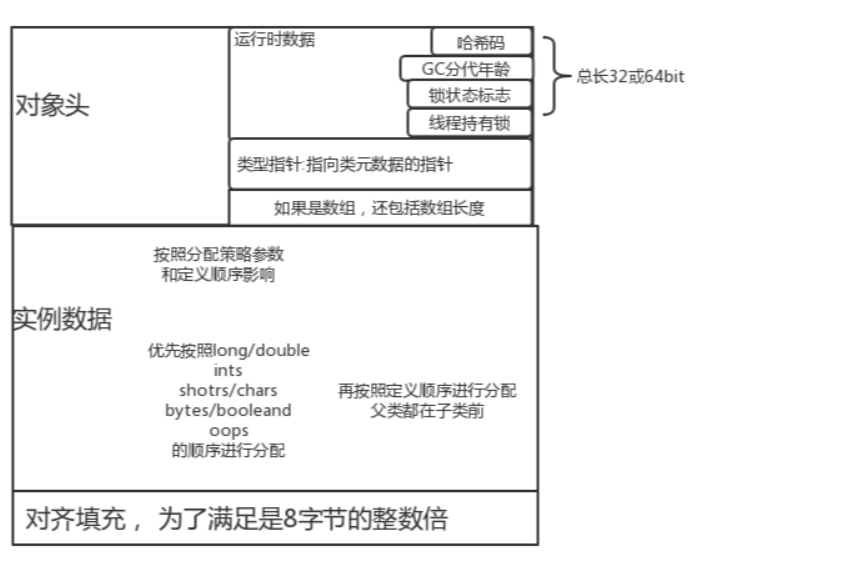 对象头
运行时数据
哈希码
GC分代年龄
锁状态标志
线程持有锁
总长32或64bit
类型指针:指向类元数据的指针
如果是数组，还包括数组长度
实例数据
按照分配策略参数
和定义顺序影响
优先按照long/double
ints
shotrs/chars
bytes/booleand
oops
的顺序进行分配
再按照定义顺序进行分配
父类都在子类前
对齐填充， 为了满足是8字节的整数倍